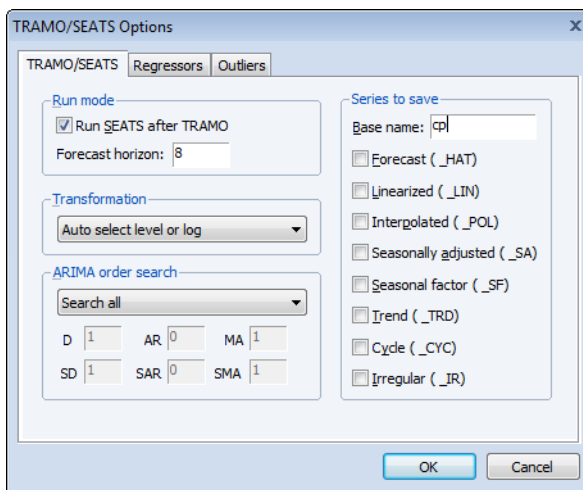 TRAMO/SEATS Options
x
TRAMO/SEATS Regressors Outliers
Run mode
Run SEATS after TRAMO
Forecast horizon: 8
Transformation
Auto select level or log
ARIMA order search
Search all
D 1 AR 0 MA 1
SD 1 SAR 0 SMA 1
Series to save
Base name: cp
Forecast ( _HAT)
Linearized ( _LIN)
Interpolated ( _POL)
Seasonally adjusted ( _SA)
Seasonal factor ( _SF)
Trend ( _TRD)
Cycle ( _CYC)
Irregular ( _IR)
OK Cancel